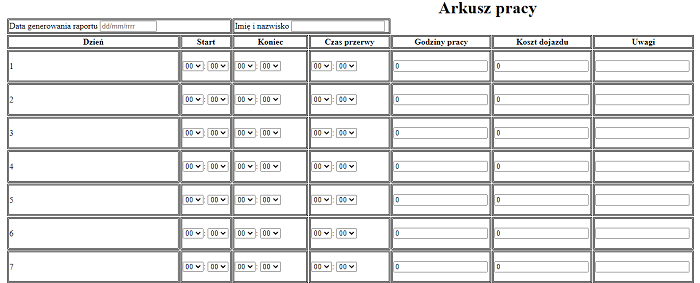 Arkusz pracy
Data generowania raportu dd/mm/rrrr Imię i nazwisko
Dzień Start Koniec Czas przerwy Godziny pracy Koszt dojazdu Uwagi
1 00 : 00 00 : 00 00 : 00 0 0
2 00 : 00 00 : 00 00 : 00 0 0
3 00 : 00 00 : 00 00 : 00 0 0
4 00 : 00 00 : 00 00 : 00 0 0
5 00 : 00 00 : 00 00 : 00 0 0
6 00 : 00 00 : 00 00 : 00 0 0
7 00 : 00 00 : 00 00 : 00 0 0